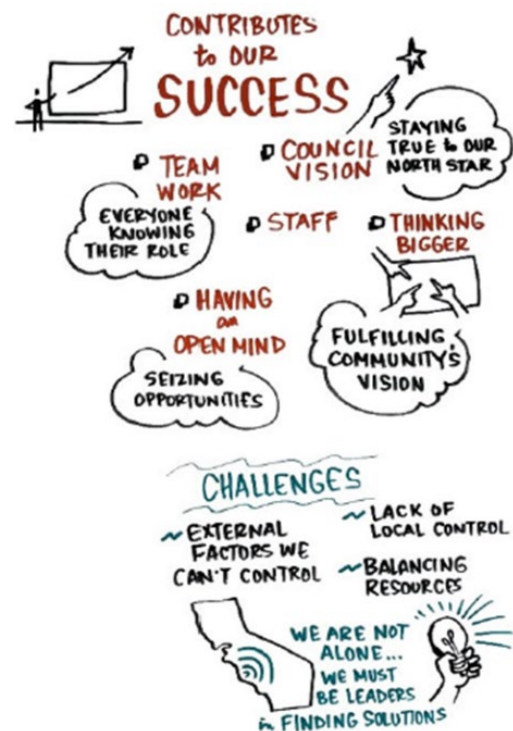 CONTRIBUTES
to OUR
SUCCESS
TEAM
WORK
EVERYONE
KNOWING
THEIR ROLE
COUNCIL
VISION
STAYING
TRUE to OUR
NORTH STAR
STAFF
THINKING
BIGGER
FULFILLING
COMMUNITY'S
VISION
HAVING
an
OPEN MIND
SEIZING
OPPORTUNITIES
CHALLENGES
~ EXTERNAL
FACTORS WE
CAN'T CONTROL
~ LACK OF
LOCAL CONTROL
~ BALANCING
RESOURCES
WE ARE NOT
ALONE...
WE MUST
BE LEADERS
in FINDING SOLUTIONS